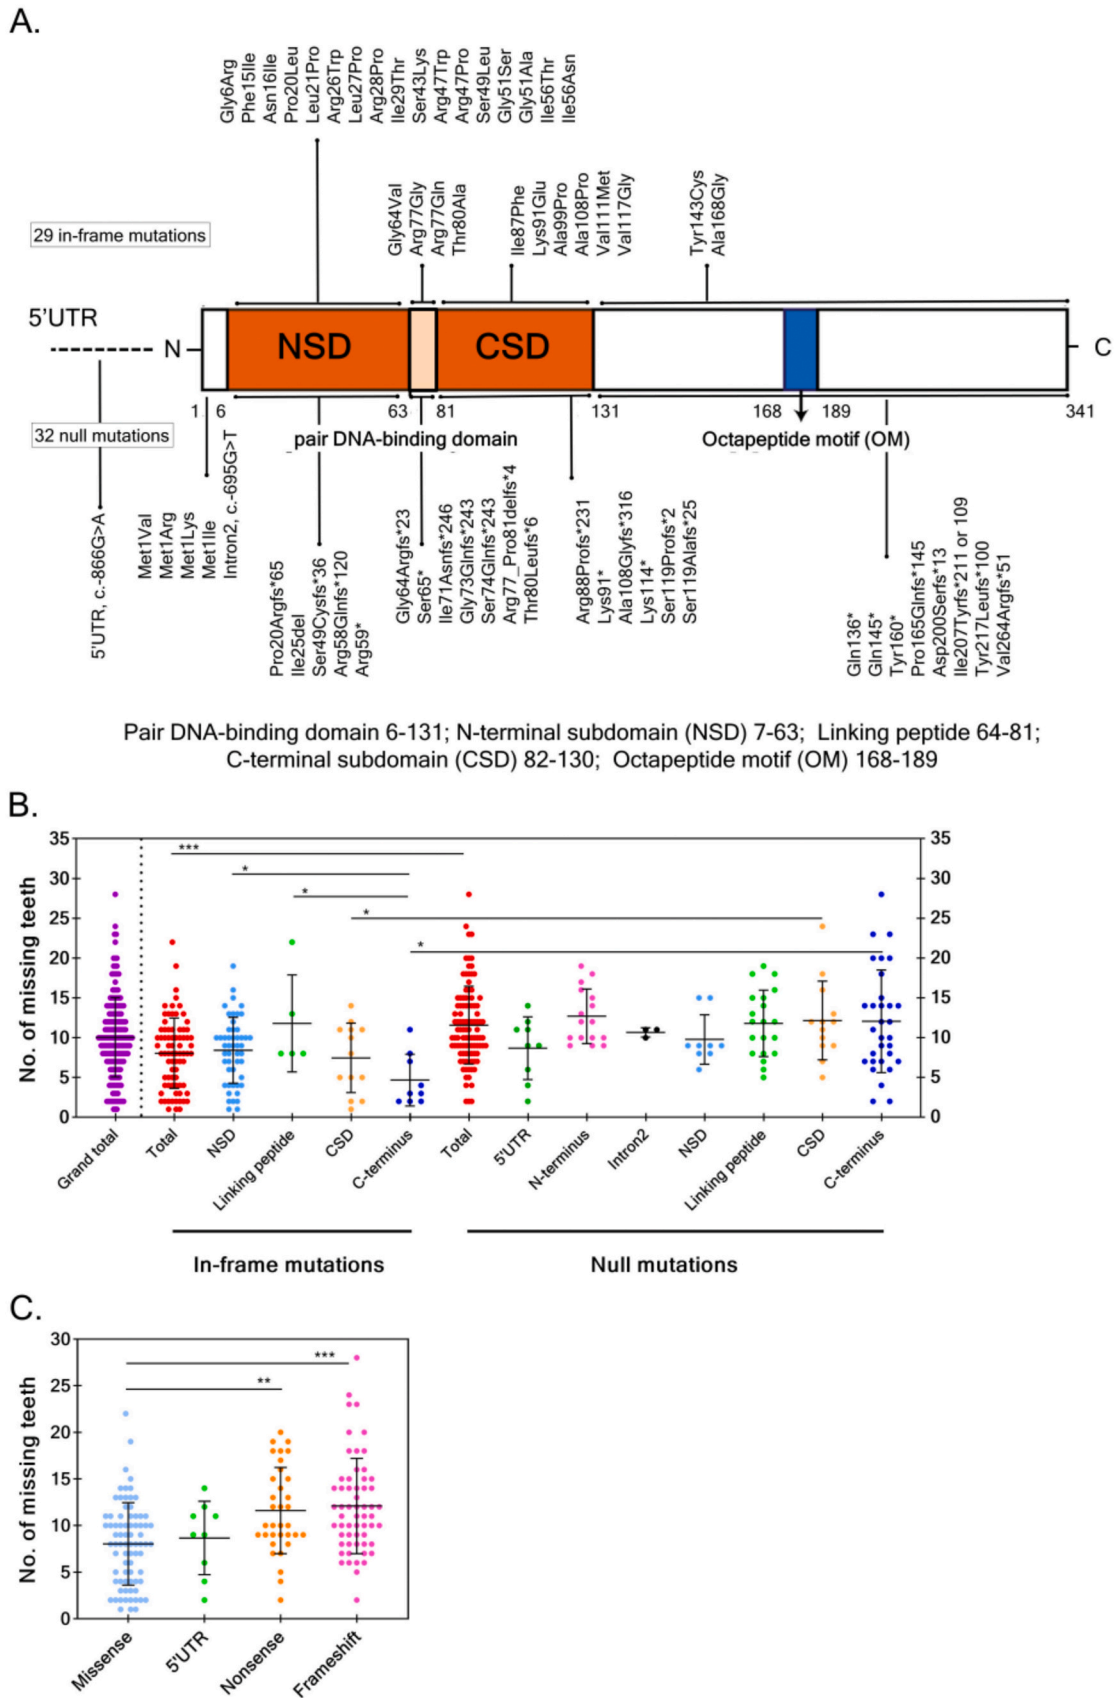 A.
Gly6Arg
Phe15Ile
Asn16Ile
Pro20Leu
Leu21Pro
Arg26Trp
Leu27Pro
Arg28Pro
Ile29Thr
Ser43Lys
Arg47Trp
Arg47Pro
Ser49Leu
Gly51Ser
Gly51Ala
Ile56Thr
Ile56Asn
Gly64Val
Arg77Gly
Arg77Gln
Thr80Ala
Ile87Phe
Lys91Glu
Ala99Pro
Ala108Pro
Val111Met
Val117Gly
Tyr143Cys
Ala168Gly
29 in-frame mutations
5'UTR
N
NSD
CSD
C
1 6 63 81 131 168 189 341
32 null mutations
pair DNA-binding domain
Octapeptide motif (OM)
5'UTR, c.-866G>A
Met1Val
Met1Arg
Met1Lys
Met1Ile
Intron2, c.-695G>T
Pro20Argfs*65
Ile25del
Ser49Cysfs*36
Arg58Glnfs*120
Arg59*
Gly64Argfs*23
Ser65*
Ile71Asnfs*246
Gly73Glnfs*243
Ser74Glnfs*243
Arg77_Pro81delfs*4
Thr80Leufs*6
Arg88Profs*231
Lys91*
Ala108Glyfs*316
Lys114*
Ser119Profs*2
Ser119Alafs*25
Gln136*
Gln145*
Tyr160*
Pro165Glnfs*145
Asp200Serfs*13
Ile207Tyrfs*211 or 109
Tyr217Leufs*100
Val264Argfs*51
Pair DNA-binding domain 6-131; N-terminal subdomain (NSD) 7-63; Linking peptide 64-81;
C-terminal subdomain (CSD) 82-130; Octapeptide motif (OM) 168-189
B.
No. of missing teeth
35
30
25
20
15
10
5
0
***
*
*
*
*
35
30
25
20
15
10
5
0
Grand total
Total
NSD
Linking peptide
CSD
C-terminus
Total
5'UTR
N-terminus
Intron2
NSD
Linking peptide
CSD
C-terminus
In-frame mutations
Null mutations
C.
No. of missing teeth
30
25
20
15
10
5
0
***
**
Missense
5'UTR
Nonsense
Frameshift